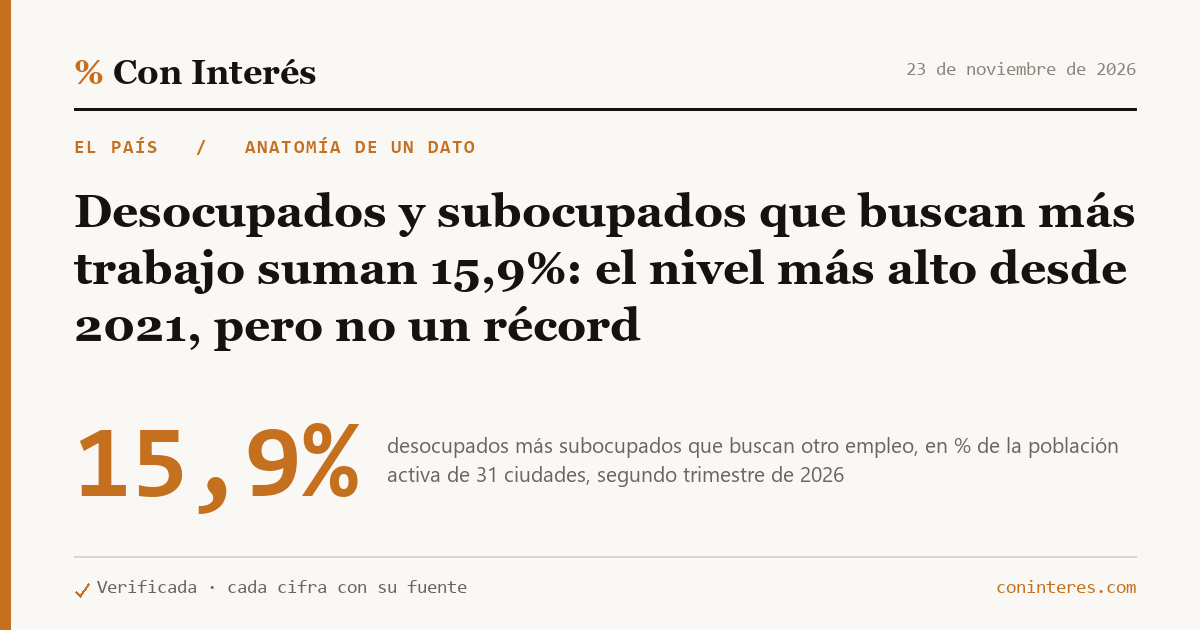 % Con Interés
23 de noviembre de 2026
EL PAÍS / ANATOMÍA DE UN DATO
Desocupados y subocupados que buscan más
trabajo suman 15,9%: el nivel más alto desde
2021, pero no un récord
15,9%
desocupados más subocupados que buscan otro empleo, en % de la población
activa de 31 ciudades, segundo trimestre de 2026
Verificada · cada cifra con su fuente
coninteres.com